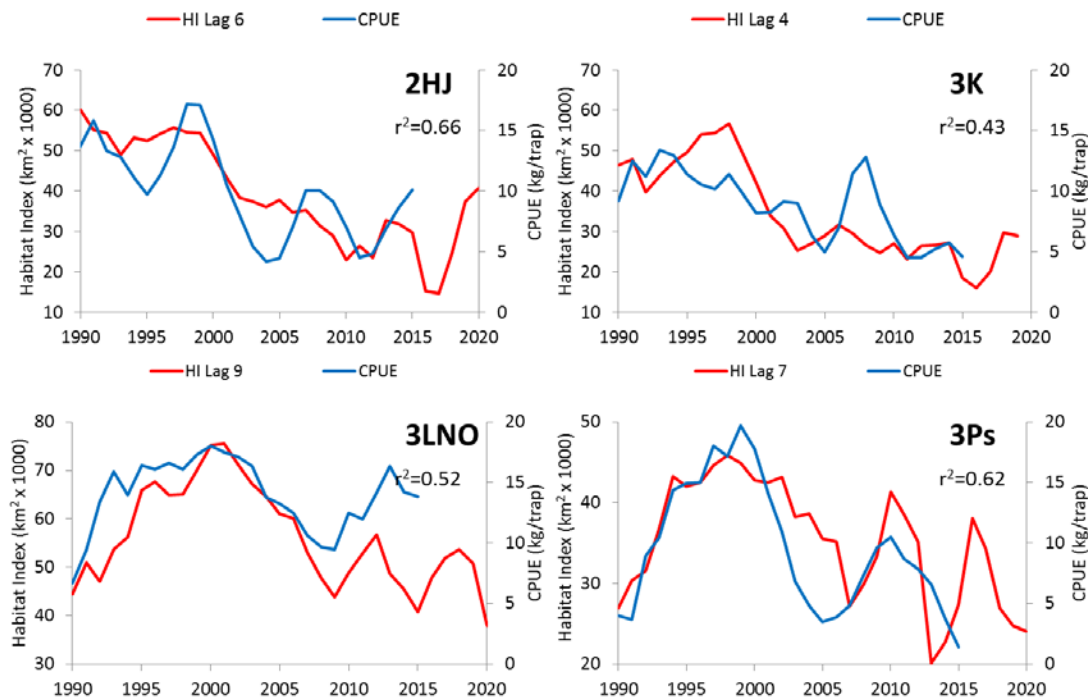 HI Lag 6 CPUE
2HJ
r²=0.66
Habitat Index (km² x 1000)
70
60
50
40
30
20
10
20
15
10
5
0
CPUE (kg/trap)
1990 1995 2000 2005 2010 2015 2020
HI Lag 4 CPUE
3K
r²=0.43
Habitat Index (km² x 1000)
70
60
50
40
30
20
10
20
15
10
5
0
CPUE (kg/trap)
1990 1995 2000 2005 2010 2015 2020
HI Lag 9 CPUE
3LNO
r²=0.52
Habitat Index (km² x 1000)
80
70
60
50
40
30
20
15
10
5
0
CPUE (kg/trap)
1990 1995 2000 2005 2010 2015 2020
HI Lag 7 CPUE
3Ps
r²=0.62
Habitat Index (km² x 1000)
50
40
30
20
20
15
10
5
0
CPUE (kg/trap)
1990 1995 2000 2005 2010 2015 2020